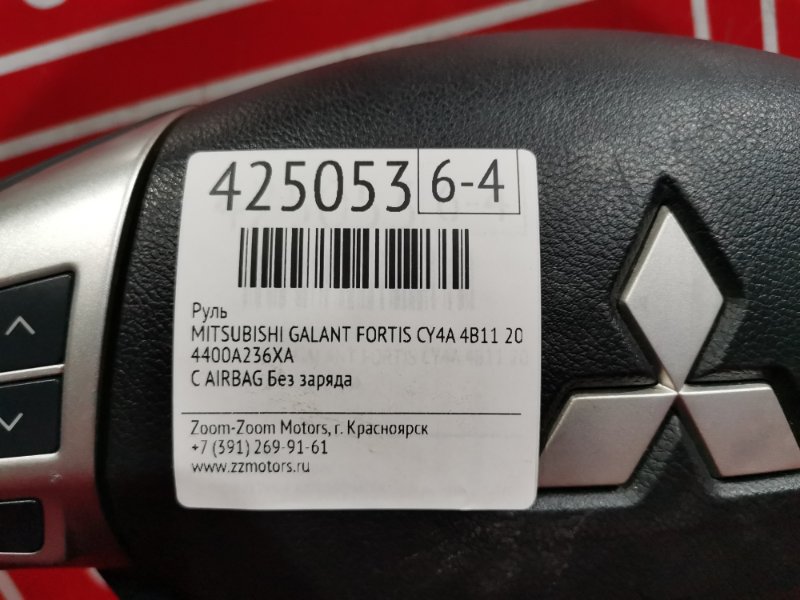 425053 6-4
Руль
MITSUBISHI GALANT FORTIS CY4A 4B11 20
4400A236XA
С AIRBAG Без заряда
Zoom-Zoom Motors, г. Красноярск
+7 (391) 269-91-61
www.zzmotors.ru